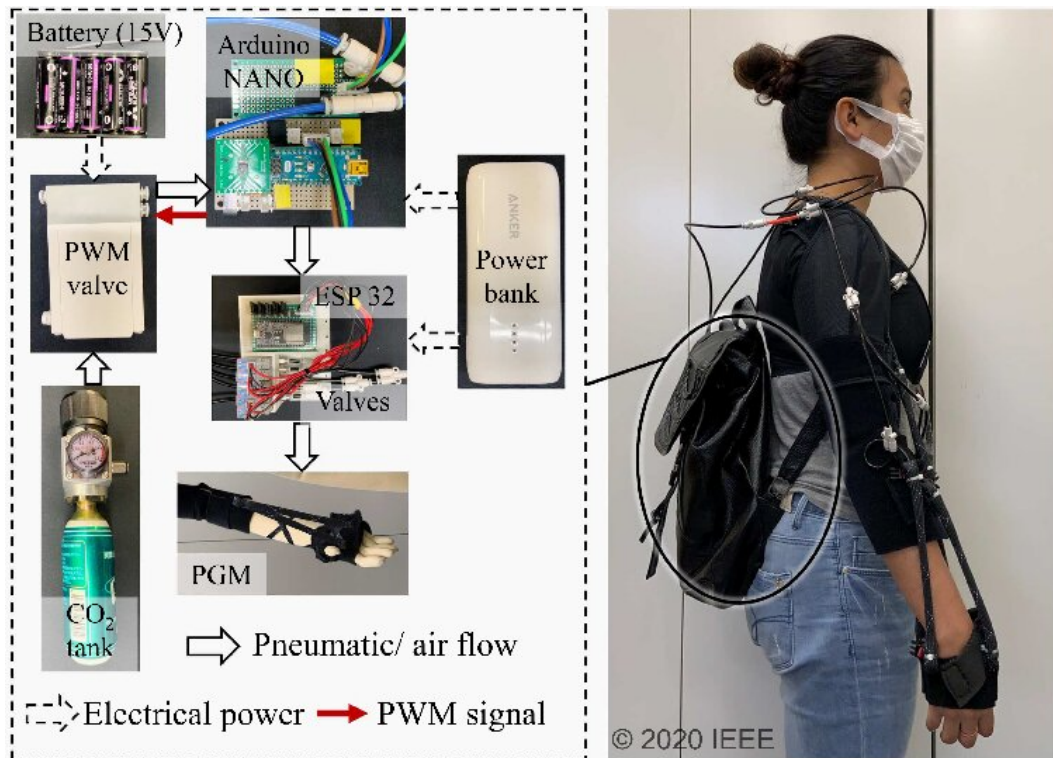 Battery (15V)
Arduino
NANO
PWM
valve
ANKER
Power
bank
ESP 32
Valves
PGM
CO₂
tank
Pneumatic/ air flow
Electrical power
PWM signal
© 2020 IEEE